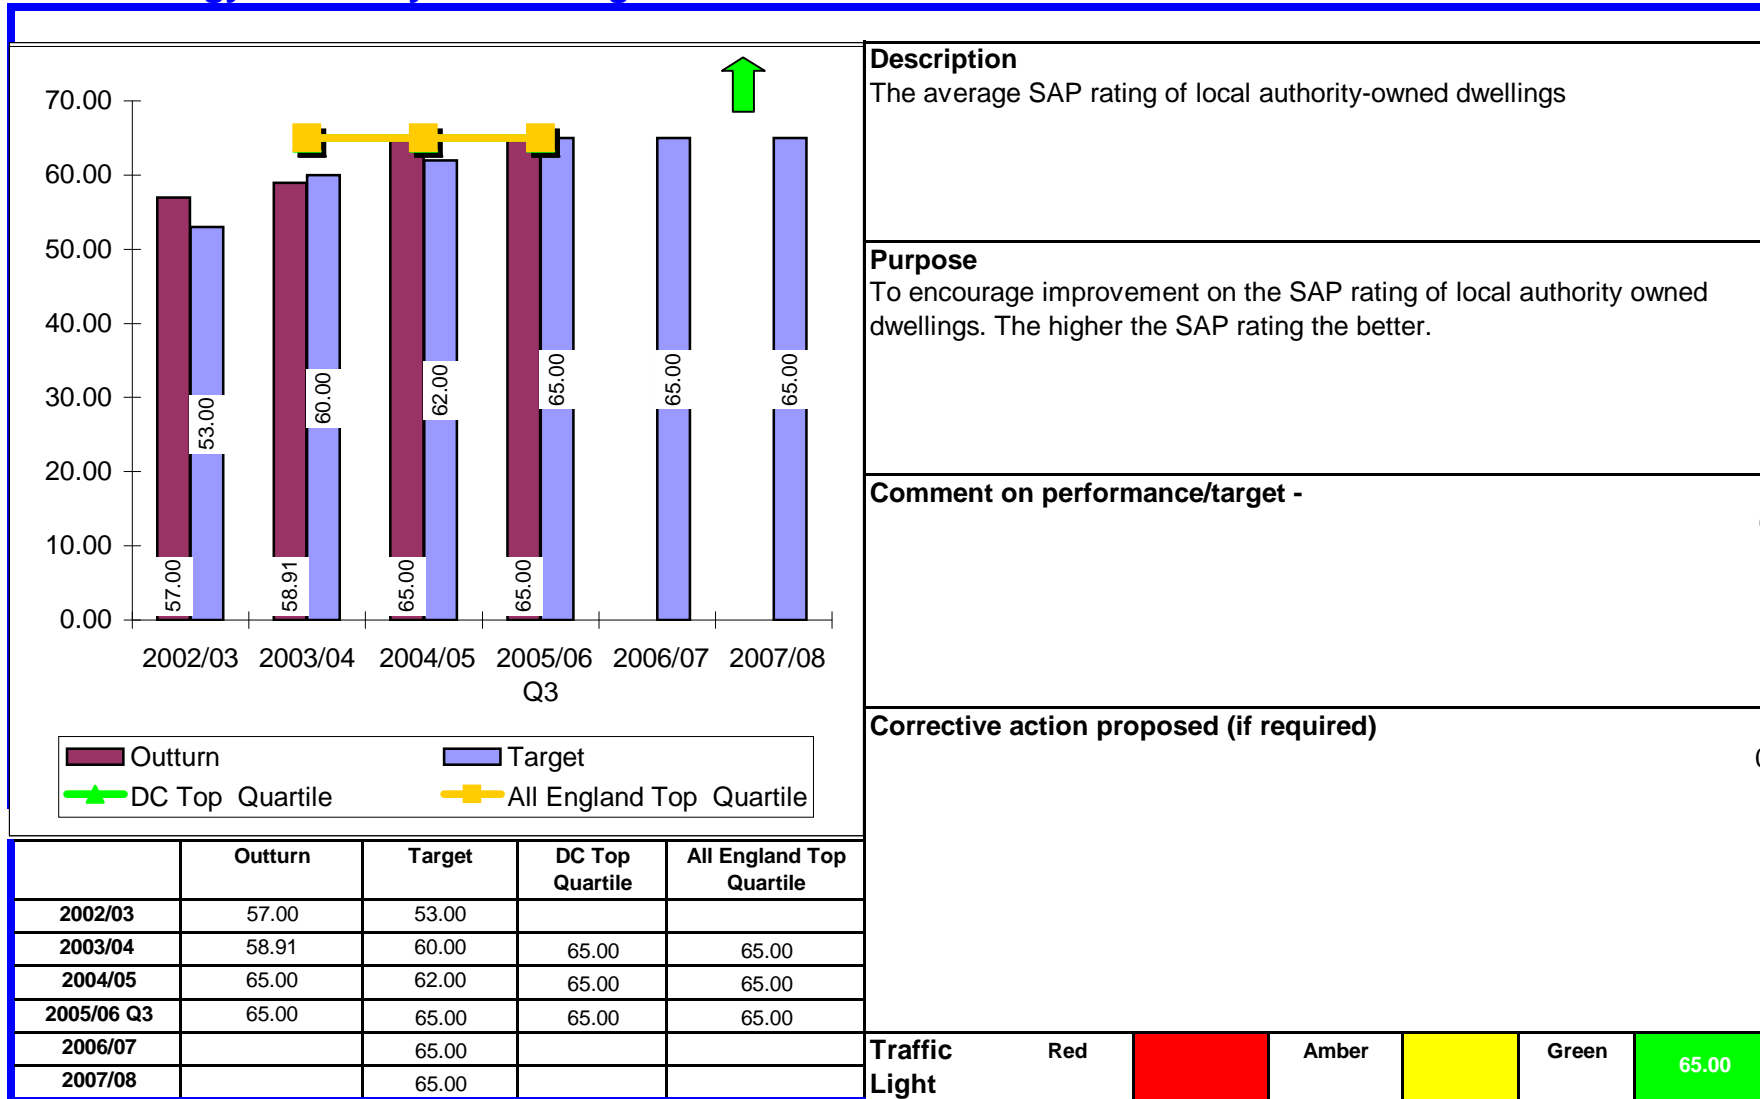 70.00
60.00
50.00
40.00
30.00
20.00
10.00
0.00
57.00
53.00
58.91
60.00
65.00
62.00
65.00
65.00
65.00
65.00
2002/03 2003/04 2004/05 2005/06 2006/07 2007/08
Q3
Outturn Target
DC Top Quartile All England Top Quartile
Outturn Target DC Top All England Top
Quartile Quartile
2002/03 57.00 53.00
2003/04 58.91 60.00 65.00 65.00
2004/05 65.00 62.00 65.00 65.00
2005/06 Q3 65.00 65.00 65.00 65.00
2006/07 65.00
2007/08 65.00
Description
The average SAP rating of local authority-owned dwellings
Purpose
To encourage improvement on the SAP rating of local authority owned
dwellings. The higher the SAP rating the better.
Comment on performance/target -
Corrective action proposed (if required)
Traffic Red Amber Green 65.00
Light